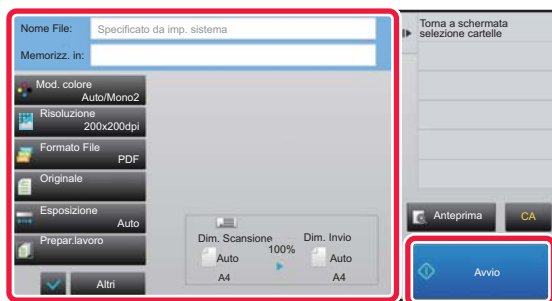 Nome File:
Specificato da imp. sistema
Memorizz. in:
Mod. colore
Auto/Mono2
Risoluzione
200x200dpi
Formato File
PDF
Originale
Esposizione
Auto
Prepar.lavoro
Altri
Dim. Scansione
100%
Dim. Invio
Auto
Auto
A4
A4
Torna a schermata
selezione cartelle
Anteprima
CA
Avvio